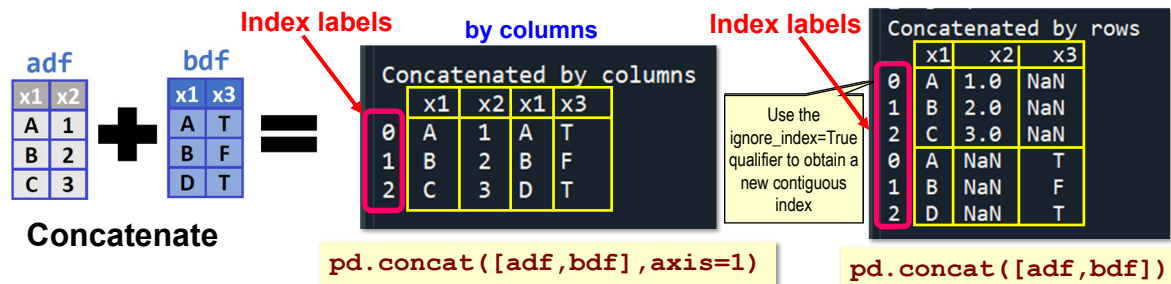 Index labels
by columns
Index labels
adf
x1 x2
A 1
B 2
C 3
bdf
x1 x3
A T
B F
D T
Concatenate
Concatenated by columns
x1 x2 x1 x3
0 A 1 A T
1 B 2 B F
2 C 3 D T
pd.concat([adf,bdf],axis=1)
Use the
ignore_index=True
qualifier to obtain a
new contiguous
index
Concatenated by rows
x1 x2 x3
0 A 1.0 NaN
1 B 2.0 NaN
2 C 3.0 NaN
0 A NaN T
1 B NaN F
2 D NaN T
pd.concat([adf,bdf])